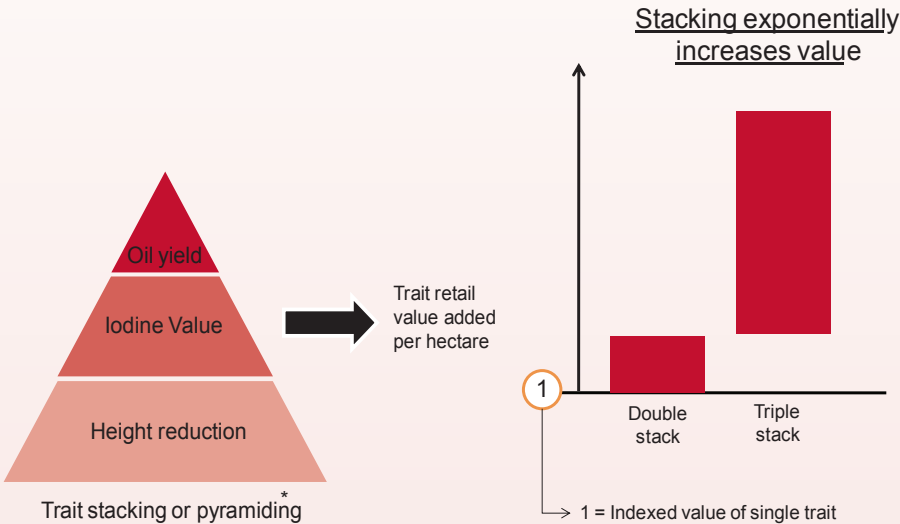 Stacking exponentially
increases value
Oil yield
Iodine Value
Height reduction
Trait stacking or pyramiding*
Trait retail
value added
per hectare
1
Double
stack
Triple
stack
1 = Indexed value of single trait